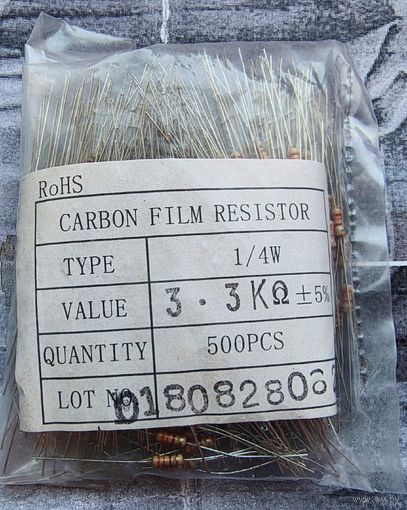 RoHS
CARBON FILM RESISTOR
TYPE 1/4W
VALUE 3.3KΩ ±5%
QUANTITY 500PCS
LOT NO. 018082808